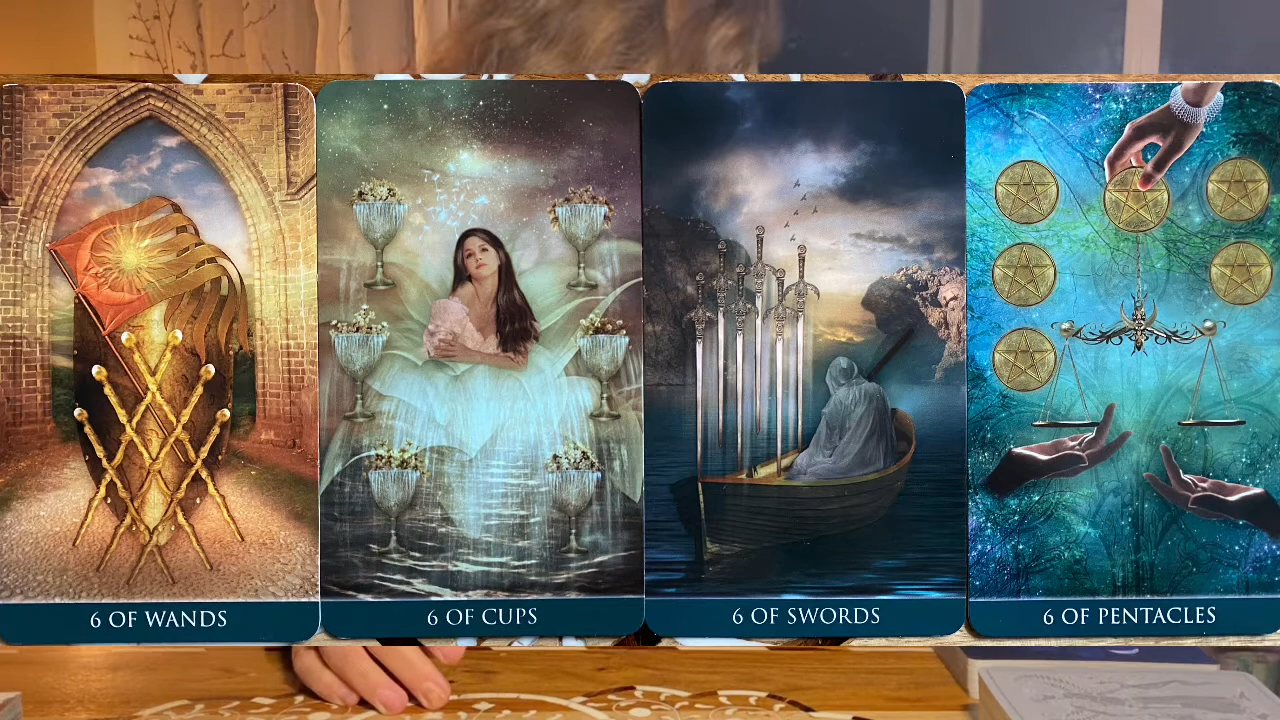 6 OF WANDS
6 OF CUPS
6 OF SWORDS
6 OF PENTACLES